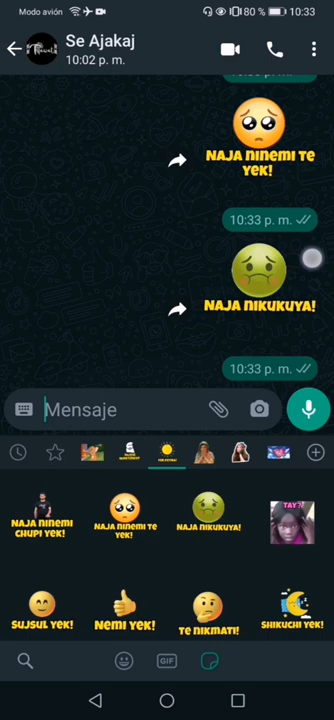 Modo avión 80 % 10:33
Se Ajakaj
10:02 p. m.
NAJA NINEMI TE
YEK!
10:33 p. m.
NAJA NIKUKUYA!
10:33 p. m.
Mensaje
NAJA NINEMI
CHUPI YEK!
NAJA NINEMI TE
YEK!
NAJA NIKUKUYA!
TAY?
SUJSUL YEK!
NEMI YEK!
TE NIKMATI!
SHIKUCHI YEK!
GIF